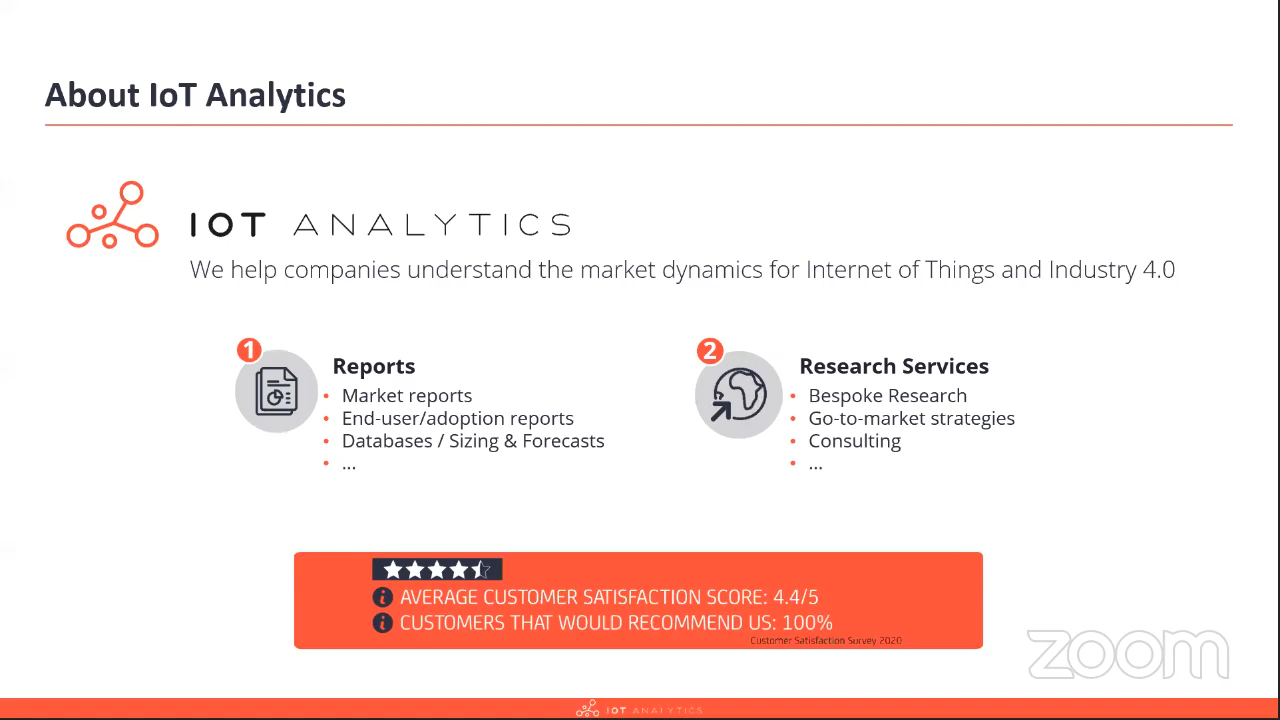 About IoT Analytics
IOT ANALYTICS
We help companies understand the market dynamics for Internet of Things and Industry 4.0
1
Reports
• Market reports
• End-user/adoption reports
• Databases / Sizing & Forecasts
• ...
2
Research Services
• Bespoke Research
• Go-to-market strategies
• Consulting
• ...
AVERAGE CUSTOMER SATISFACTION SCORE: 4.4/5
CUSTOMERS THAT WOULD RECOMMEND US: 100%
Customer Satisfaction Survey 2020
zoom
IOT ANALYTICS